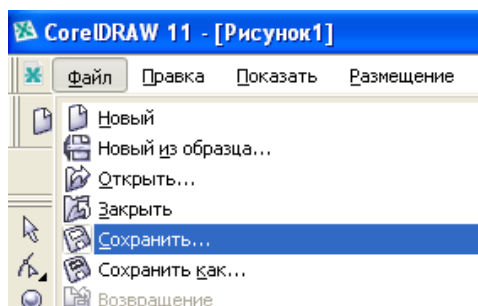 CorelDRAW 11 - [Рисунок1]
Файл Правка Показать Размещение
Новый
Новый из образца...
Открыть...
Закрыть
Сохранить...
Сохранить как...
Возвращение